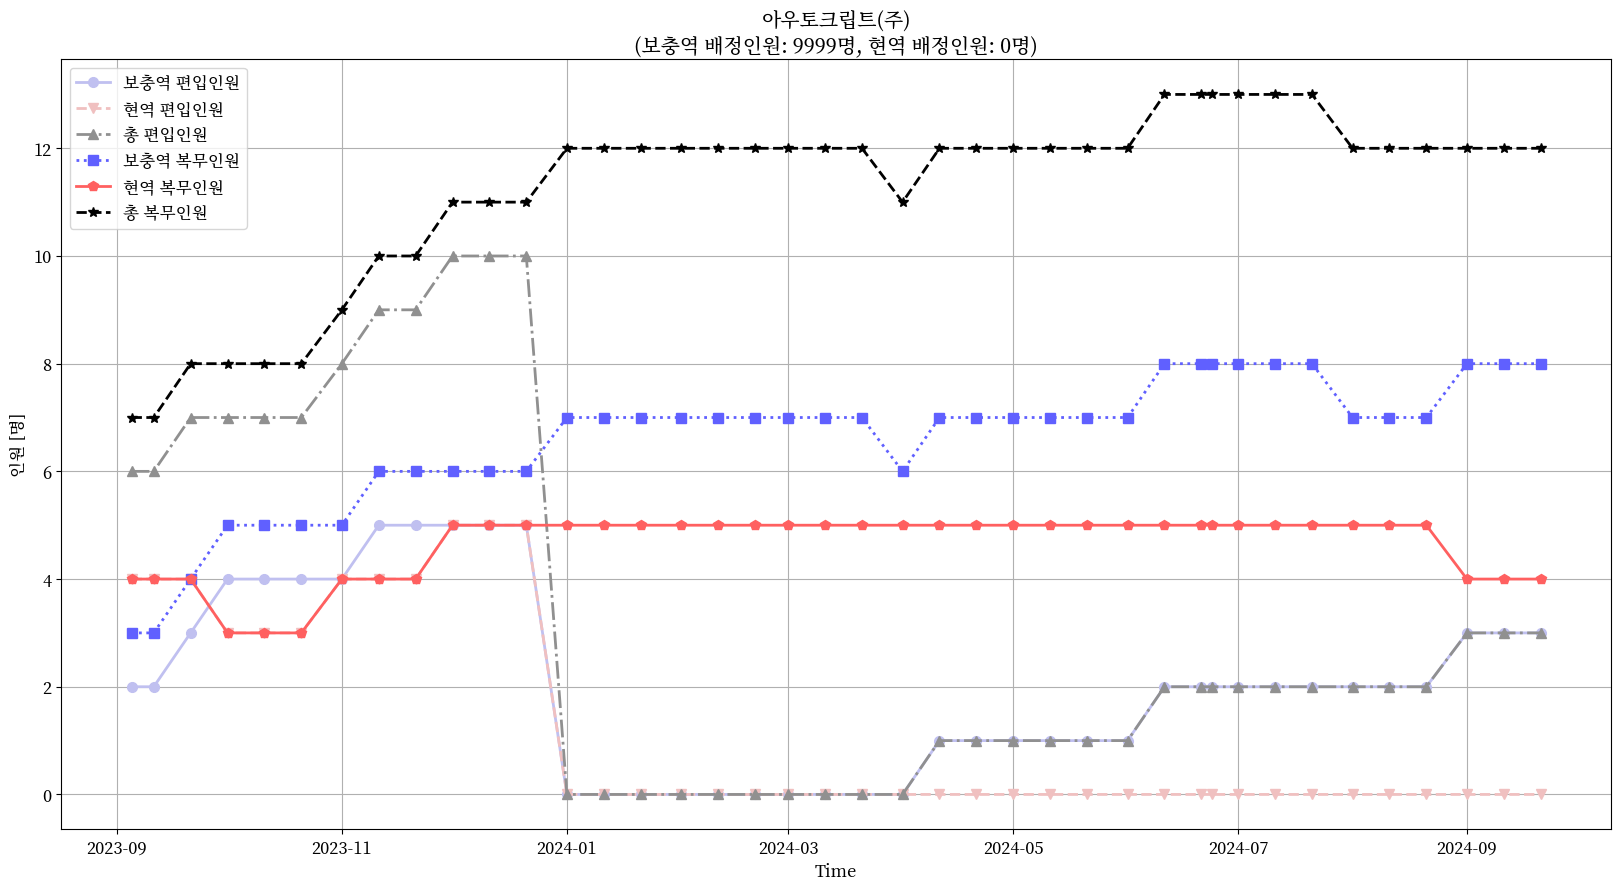 아우토크립트(주)
(보충역 배정인원: 9999명, 현역 배정인원: 0명)
보충역 편입인원
현역 편입인원
총 편입인원
보충역 복무인원
현역 복무인원
총 복무인원
인원 [명]
12
10
8
6
4
2
0
2023-09
2023-11
2024-01
2024-03
2024-05
2024-07
2024-09
Time